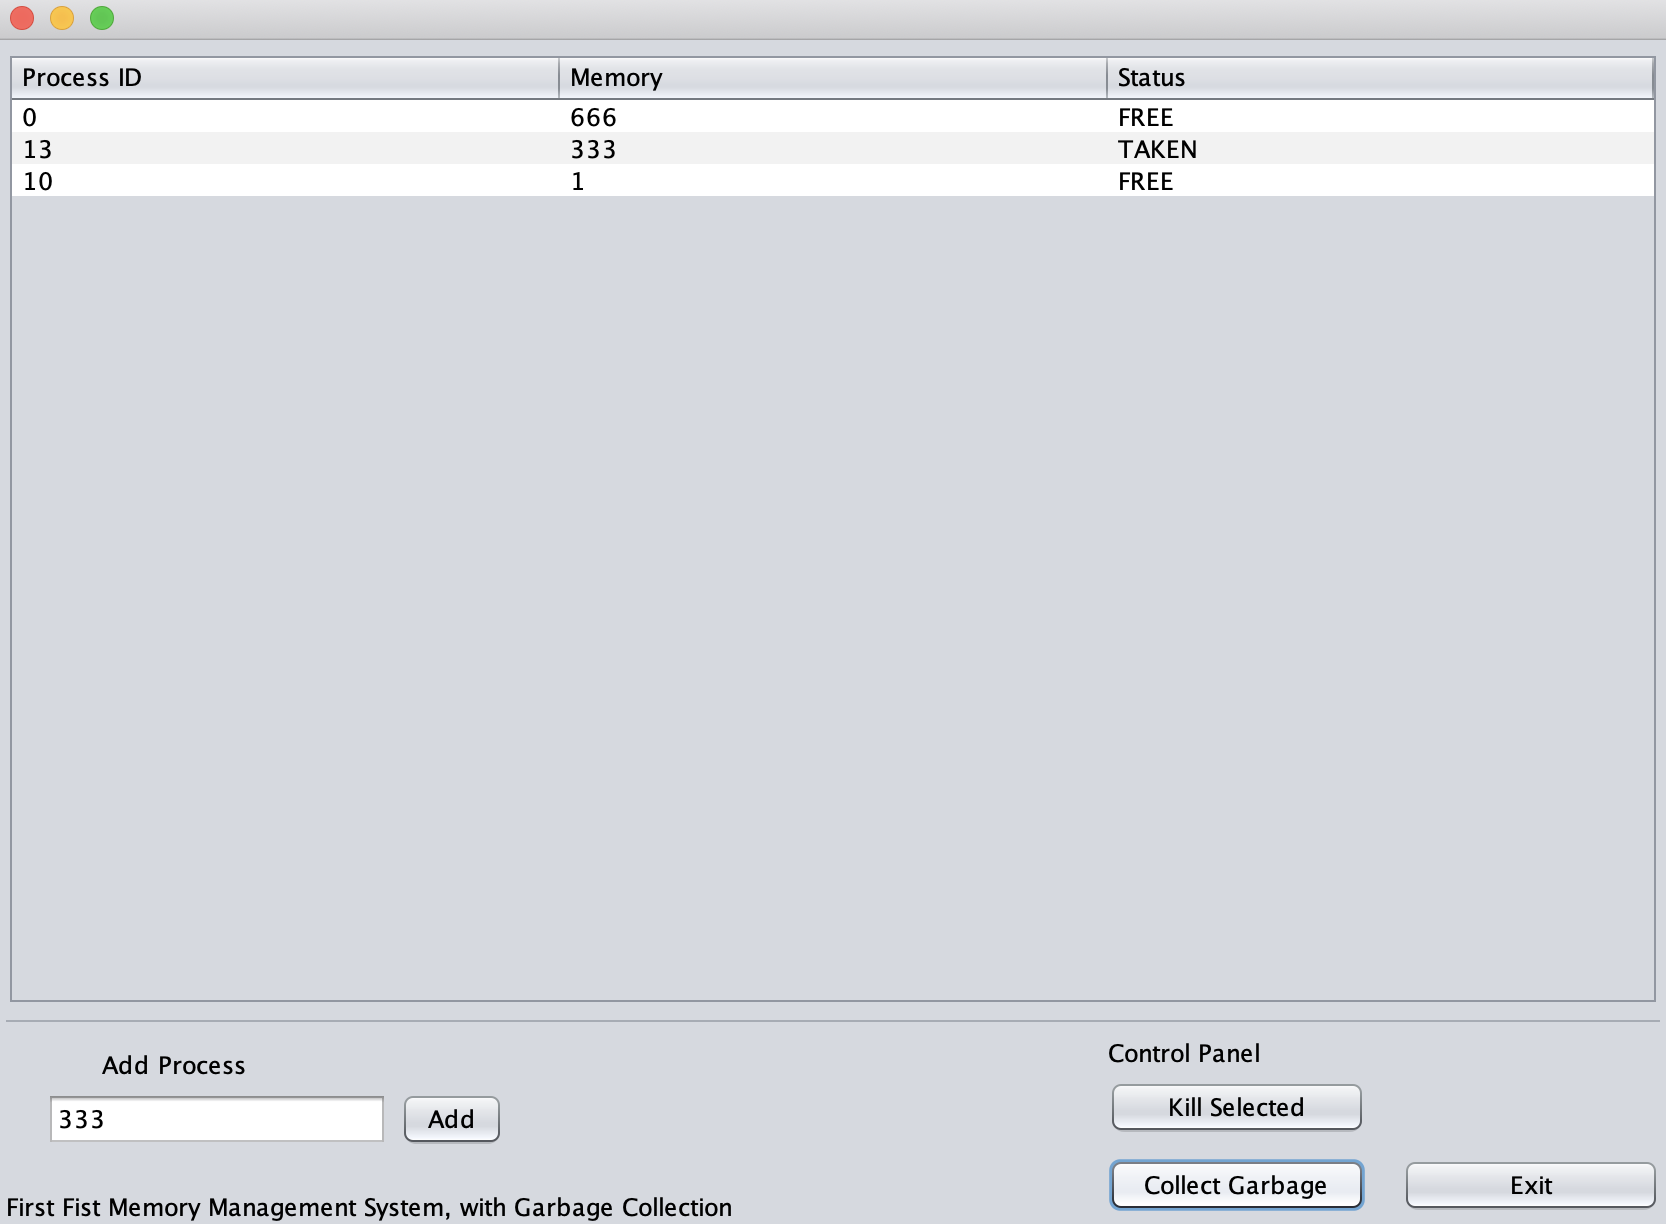 Process ID Memory Status
0 666 FREE
13 333 TAKEN
10 1 FREE
Add Process
333 Add
Control Panel
Kill Selected
Collect Garbage Exit
First Fist Memory Management System, with Garbage Collection